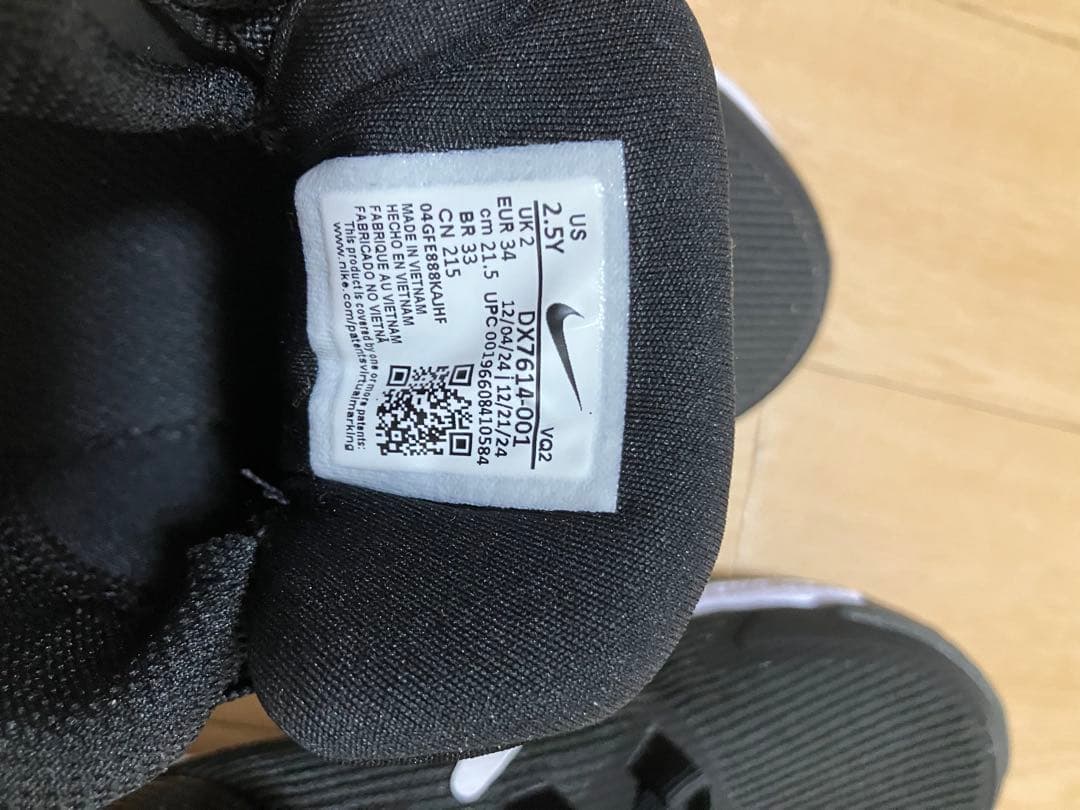 US
2.5Y
VQ2
UK 2
DX7614-001
EUR 34
12/04/24 | 12/21/24
cm 21.5
UPC 00196608410584
BR 33
CN 215
04GFE888KAJHF
MADE IN VIETNAM
HECHO EN VIETNAM
FABRIQUE AU VIETNAM
FABRICADO NO VIETNÃ
This product is covered by one or more patents:
www.nike.com/patentsvirtualmarking